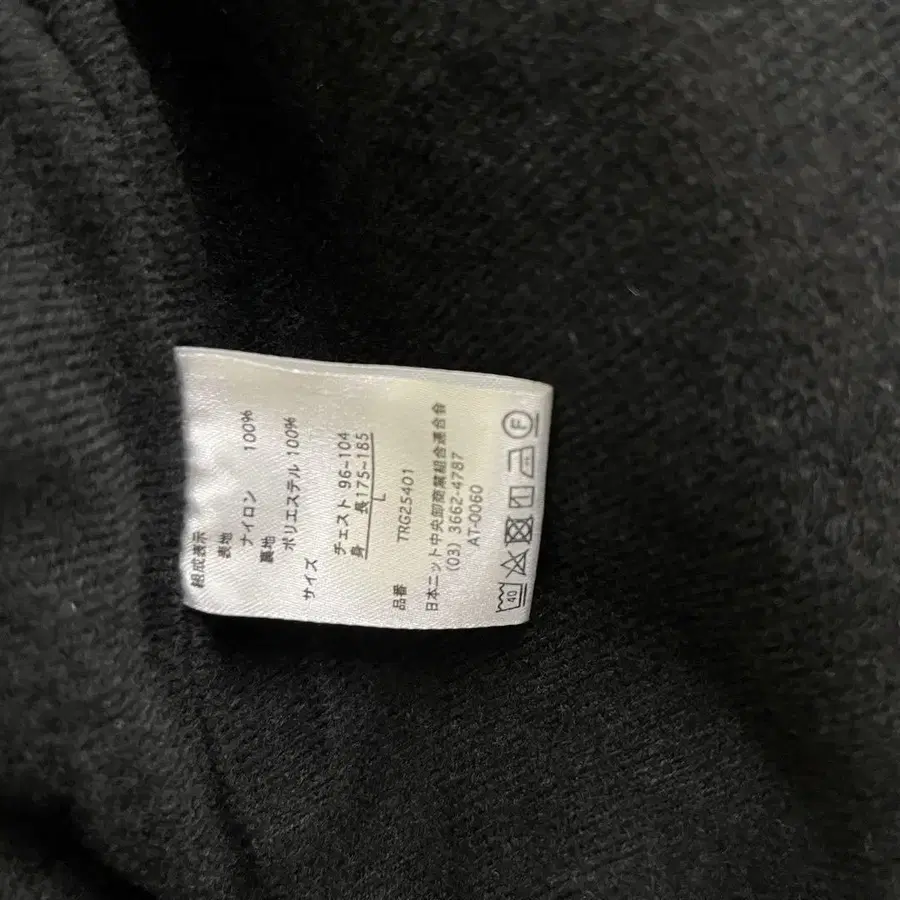 組成表示
表地
ナイロン 100%
裏地
ポリエステル 100%
サイズ
チェスト 96~104
身 長175~185
L
品番 TRG25401
日本ニット中央卸商業組合連合会
(03) 3662-4787
AT-0060
40 1 F